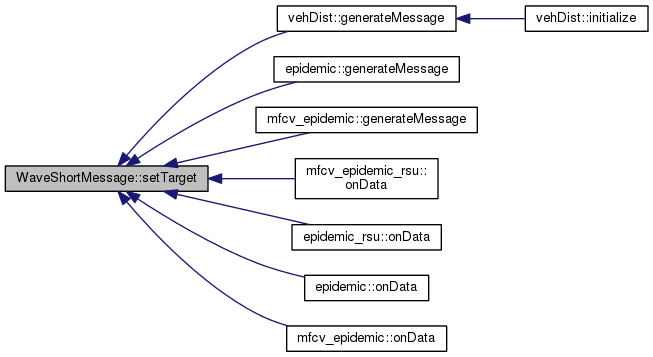 vehDist::generateMessage
vehDist::initialize
epidemic::generateMessage
mfcv_epidemic::generateMessage
WaveShortMessage::setTarget
mfcv_epidemic_rsu::
onData
epidemic_rsu::onData
epidemic::onData
mfcv_epidemic::onData